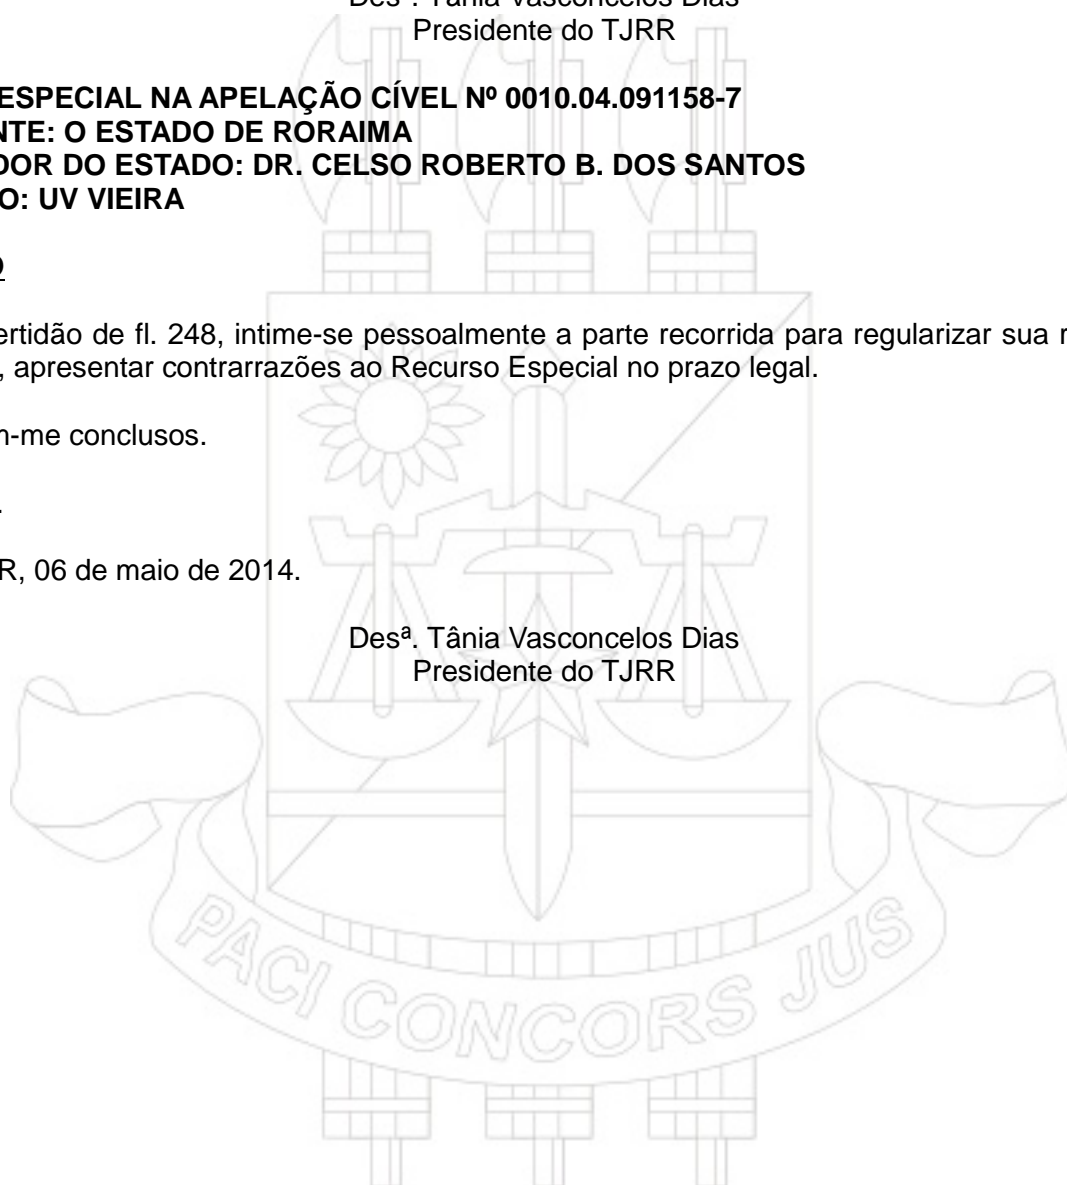 Desª. Tânia Vasconcelos Dias
Presidente do TJRR
ESPECIAL NA APELAÇÃO CÍVEL Nº 0010.04.091158-7
NTE: O ESTADO DE RORAIMA
DOR DO ESTADO: DR. CELSO ROBERTO B. DOS SANTOS
O: UV VIEIRA
O
ertidão de fl. 248, intime-se pessoalmente a parte recorrida para regularizar sua r
, apresentar contrarrazões ao Recurso Especial no prazo legal.
m-me conclusos.
.
R, 06 de maio de 2014.
Desª. Tânia Vasconcelos Dias
Presidente do TJRR
PACI CONCORS JUS